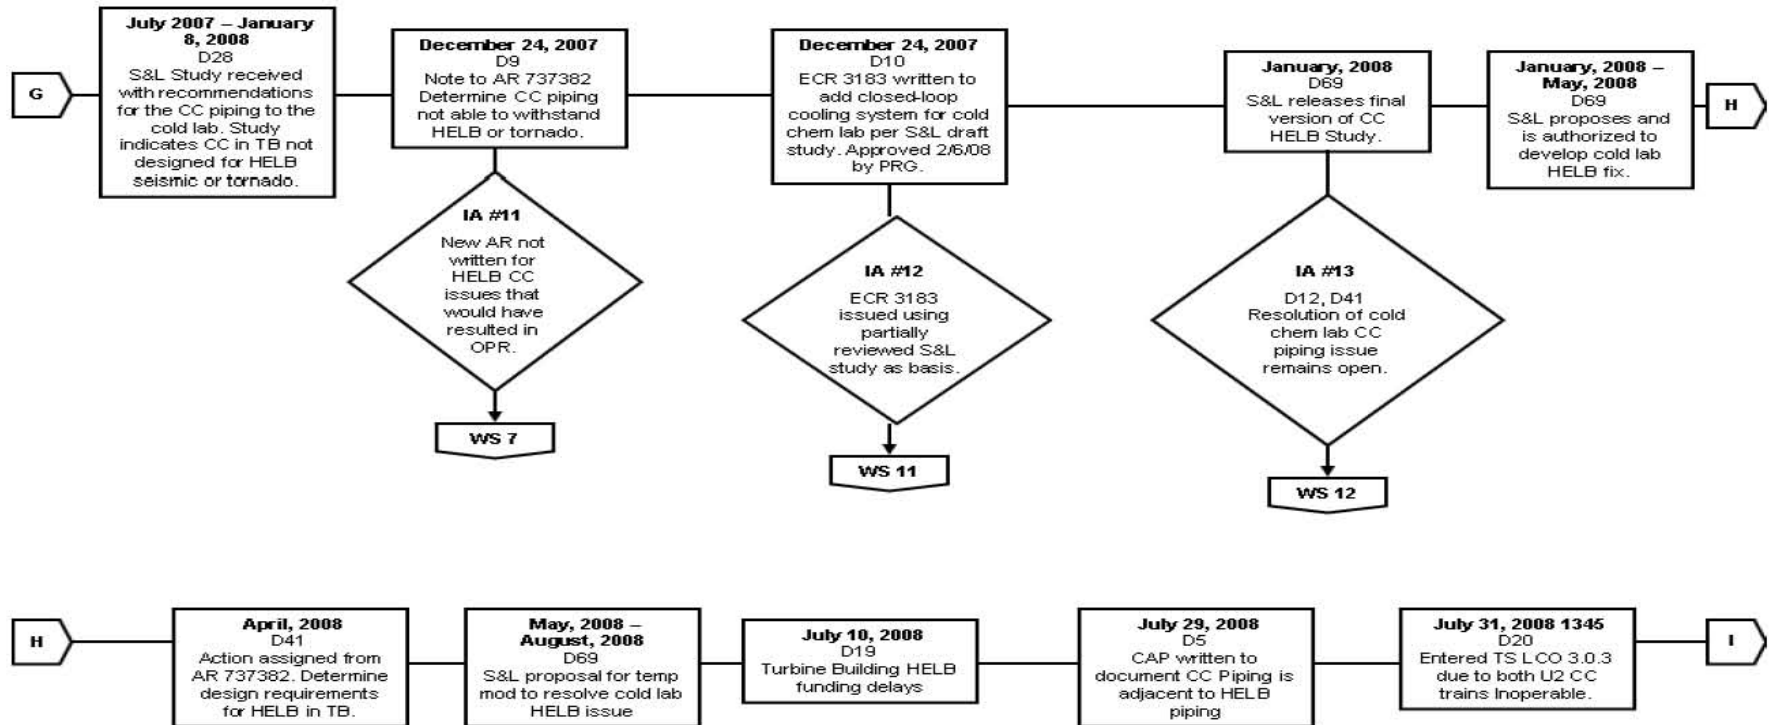 G
July 2007 – January
8, 2008
D28
S&L Study received
with recommendations
for the CC piping to the
cold lab. Study
indicates CC in TB not
designed for HELB
seismic or tornado.
December 24, 2007
D9
Note to AR 737382
Determine CC piping
not able to withstand
HELB or tornado.
December 24, 2007
D10
ECR 3183 written to
add closed-loop
cooling system for cold
chem lab per S&L draft
study. Approved 2/6/08
by PRG.
January, 2008
D69
S&L releases final
version of CC
HELB Study.
January, 2008 –
May, 2008
D69
S&L proposes and
is authorized to
develop cold lab
HELB fix.
H
IA #11
New AR not
written for
HELB CC
issues that
would have
resulted in
OPR.
WS 7
IA #12
ECR 3183
issued using
partially
reviewed S&L
study as basis.
WS 11
IA #13
D12, D41
Resolution of cold
chem lab CC
piping issue
remains open.
WS 12
H
April, 2008
D41
Action assigned from
AR 737382. Determine
design requirements
for HELB in TB.
May, 2008 –
August, 2008
D69
S&L proposal for temp
mod to resolve cold lab
HELB issue
July 10, 2008
D19
Turbine Building HELB
funding delays
July 29, 2008
D5
CAP written to
document CC Piping is
adjacent to HELB
piping
July 31, 2008 1345
D20
Entered TS LCO 3.0.3
due to both U2 CC
trains Inoperable.
I